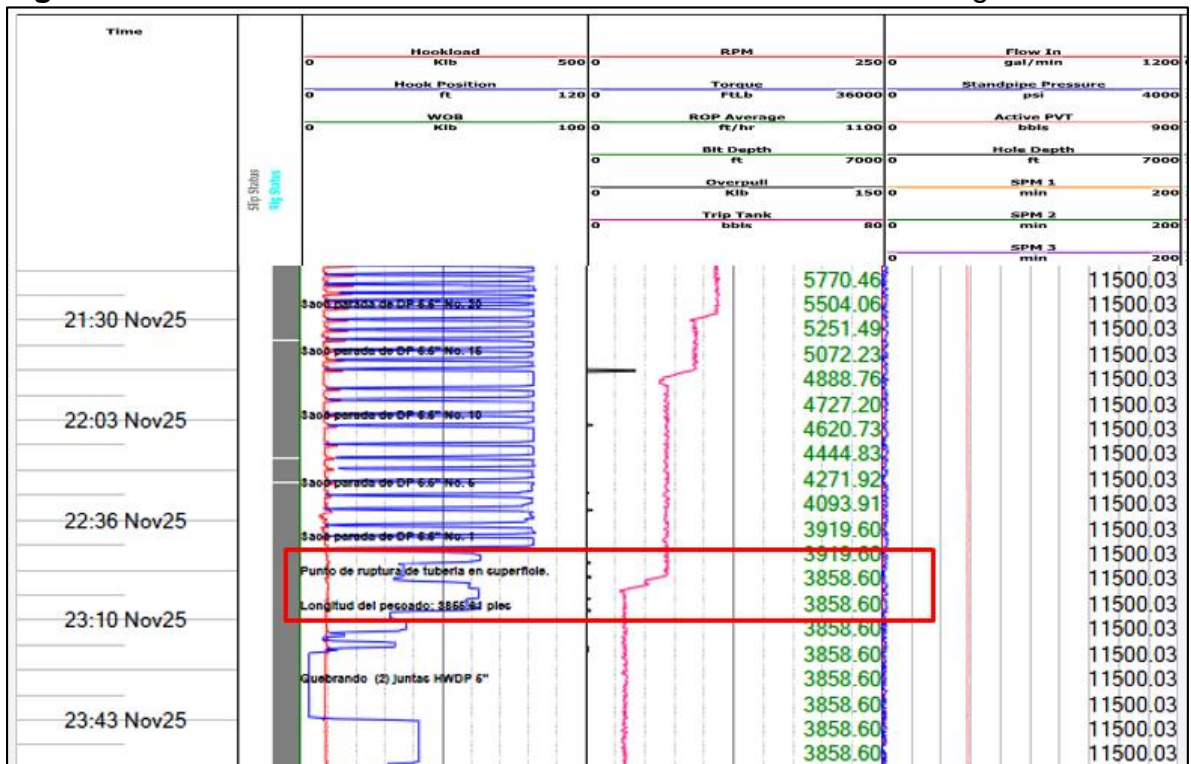 Time
Hookload
0 Klb 500
Hook Position
0 ft 120
WOB
0 Klb 100
RPM
0 250
Torque
0 FtLb 36000
ROP Average
0 ft/hr 1100
Bit Depth
0 ft 7000
Overpull
0 Klb 150
Trip Tank
0 bbls 80
Flow In
0 gal/min 1200
Standpipe Pressure
0 psi 4000
Active PVT
0 bbls 900
Hole Depth
0 ft 7000
SPM 1
0 min 200
SPM 2
0 min 200
SPM 3
0 min 200
Slip Status
Rig Status
5770.46 11500.03
Saco parada de DP 6.6" No. 20 5504.06 11500.03
21:30 Nov25 5251.49 11500.03
Saco parada de DP 6.6" No. 15 5072.23 11500.03
4888.76 11500.03
4727.20 11500.03
22:03 Nov25 Saco parada de DP 6.6" No. 10 4620.73 11500.03
4444.83 11500.03
Saco parada de DP 6.6" No. 5 4271.92 11500.03
4093.91 11500.03
22:36 Nov25 3919.60 11500.03
Saco parada de DP 6.6" No. 1 3919.60 11500.03
Punto de ruptura de tuberia en superficie. 3858.60 11500.03
Longitud del pescado: pies 3858.60 11500.03
23:10 Nov25 3858.60 11500.03
3858.60 11500.03
Quebrando (2) juntas HWDP 5" 3858.60 11500.03
3858.60 11500.03
23:43 Nov25 3858.60 11500.03
3858.60 11500.03